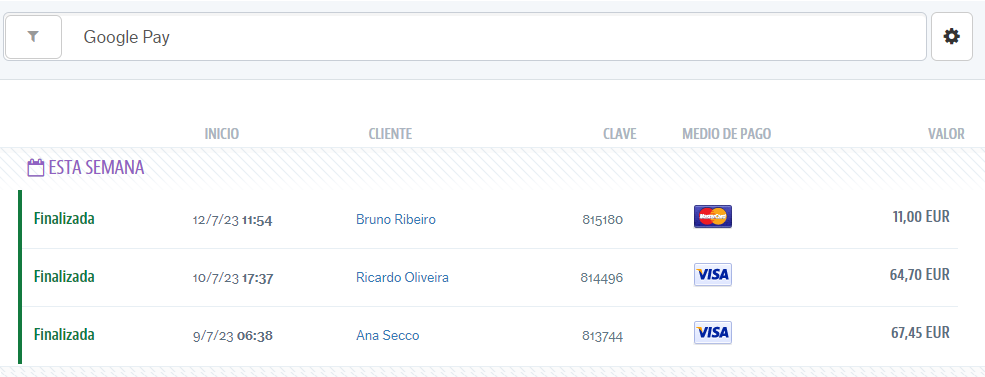 Google Pay
INICIO CLIENTE CLAVE MEDIO DE PAGO VALOR
ESTA SEMANA
Finalizada 12/7/23 11:54 Bruno Ribeiro 815180 MasterCard 11,00 EUR
Finalizada 10/7/23 17:37 Ricardo Oliveira 814496 VISA 64,70 EUR
Finalizada 9/7/23 06:38 Ana Secco 813744 VISA 67,45 EUR